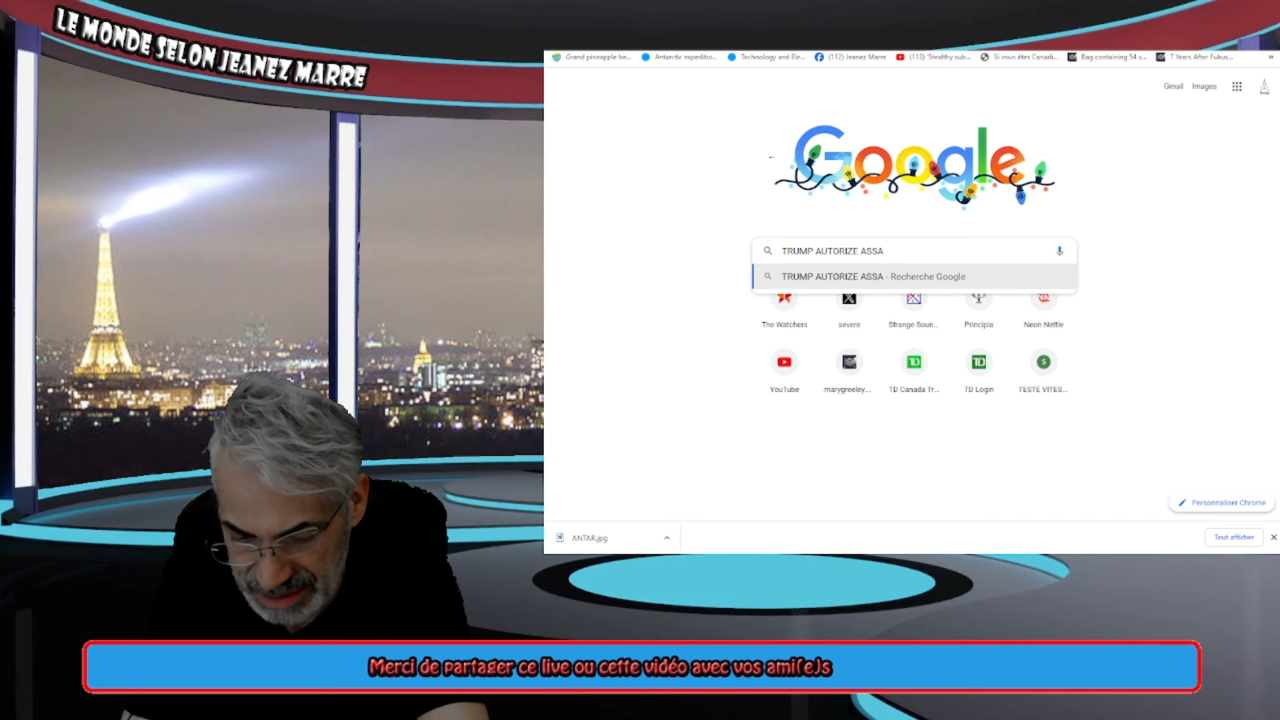 LE MONDE SELON JEANEZ MARRE
Grand pineapple be... Antarctic expeditio... Technology and Ele... (112) Jeanez Marre (113) 'Stealthy sub... Si vous êtes Canadi... Bag containing 54 s... 7 Years After Fukus... »
Gmail Images
Google
TRUMP AUTORIZE ASSA
TRUMP AUTORIZE ASSA - Recherche Google
The Watchers severe Strange Soun... Principia Neon Nettle
YouTube marygreeley... TD Canada Tr... TD Login TESTE VITES...
Personnaliser Chrome
ANTAR.jpg Tout afficher
Merci de partager ce live ou cette vidéo avec vos ami(e)s